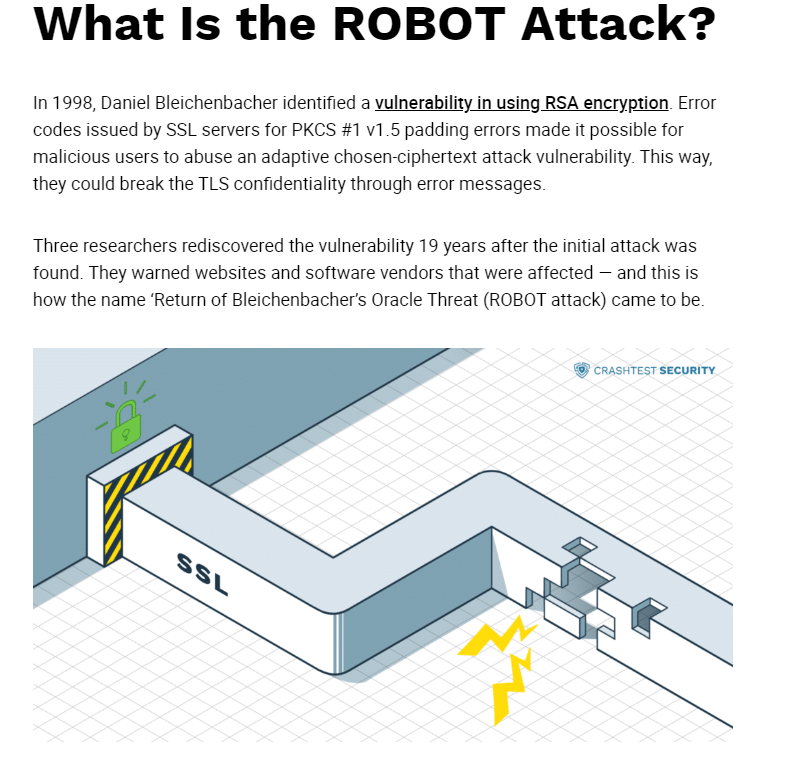 What Is the ROBOT Attack?
In 1998, Daniel Bleichenbacher identified a vulnerability in using RSA encryption. Error
codes issued by SSL servers for PKCS #1 v1.5 padding errors made it possible for
malicious users to abuse an adaptive chosen-ciphertext attack vulnerability. This way,
they could break the TLS confidentiality through error messages.
Three researchers rediscovered the vulnerability 19 years after the initial attack was
found. They warned websites and software vendors that were affected — and this is
how the name ‘Return of Bleichenbacher’s Oracle Threat (ROBOT attack) came to be.
CRASHTEST SECURITY
SSL